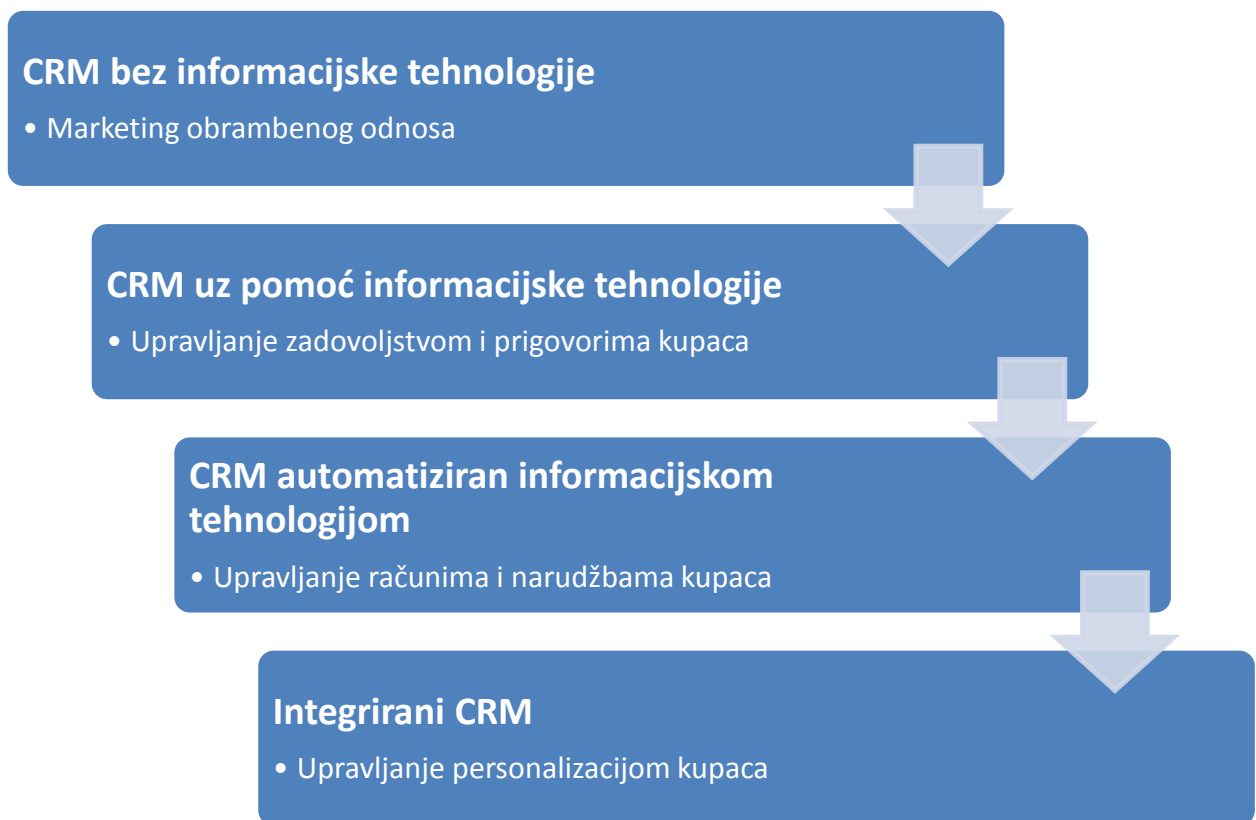 CRM bez informacijske tehnologije
• Marketing obrambenog odnosa
CRM uz pomoć informacijske tehnologije
• Upravljanje zadovoljstvom i prigovorima kupaca
CRM automatiziran informacijskom
tehnologijom
• Upravljanje računima i narudžbama kupaca
Integrirani CRM
• Upravljanje personalizacijom kupaca